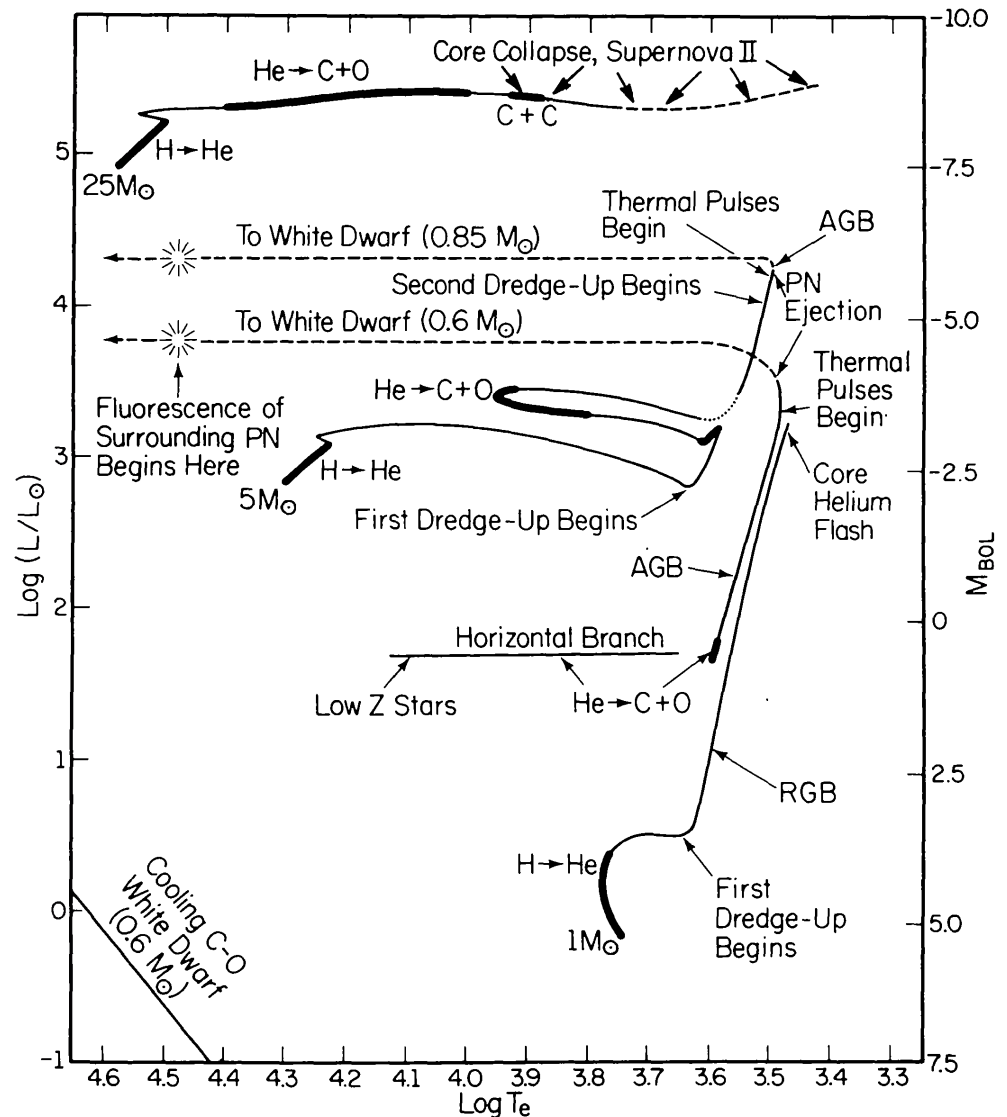 Core Collapse, Supernova II
He→C+O
C + C
H→He
25M⊙
Thermal Pulses
Begin
AGB
To White Dwarf (0.85 M⊙)
Second Dredge-Up Begins
PN
Ejection
To White Dwarf (0.6 M⊙)
Thermal
Pulses
Begin
He→C+O
Fluorescence of
Surrounding PN
Begins Here
H→He
5M⊙
First Dredge-Up Begins
Core
Helium
Flash
AGB
Horizontal Branch
Low Z Stars
He→C+O
RGB
H→He
1M⊙
First
Dredge-Up
Begins
Cooling C-O
White Dwarf
(0.6 M⊙)
Log (L/L⊙)
5
4
3
2
1
0
-1
M BOL
-10.0
-7.5
-5.0
-2.5
0
2.5
5.0
7.5
4.6 4.5 4.4 4.3 4.2 4.1 4.0 3.9 3.8 3.7 3.6 3.5 3.4 3.3
Log Te